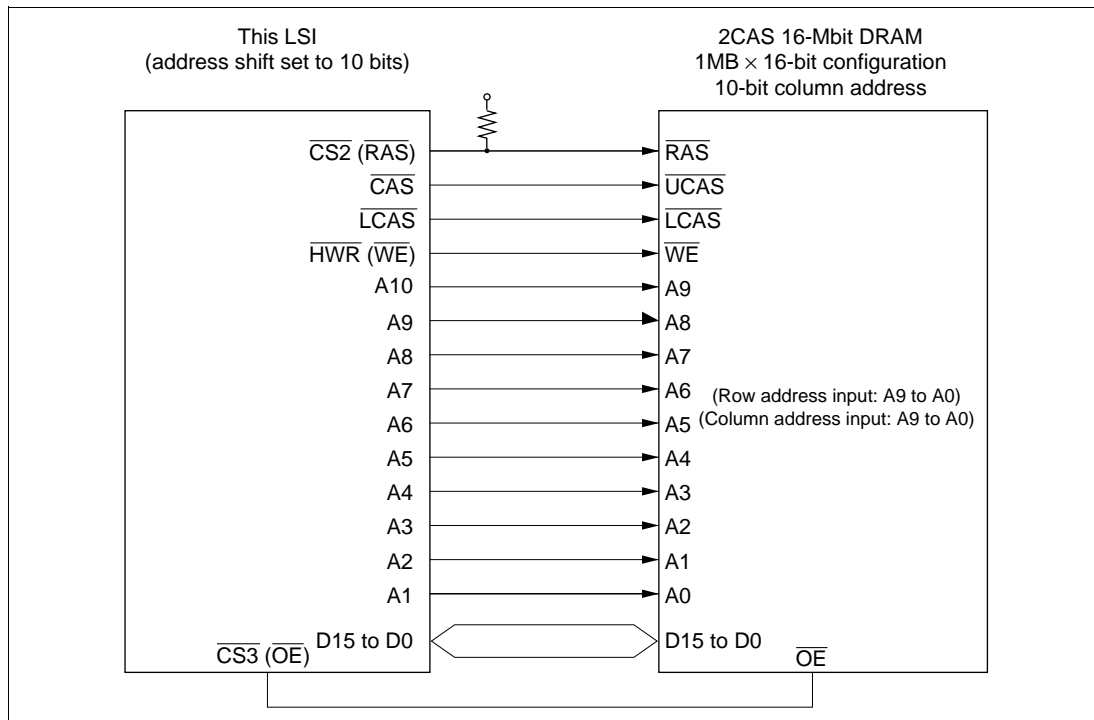 This LSI
(address shift set to 10 bits)
2CAS 16-Mbit DRAM
1MB × 16-bit configuration
10-bit column address
CS2 (RAS)
RAS
CAS
UCAS
LCAS
LCAS
HWR (WE)
WE
A10
A9
A9
A8
A8
A7
A7
A6
(Row address input: A9 to A0)
A6
A5
(Column address input: A9 to A0)
A5
A4
A4
A3
A3
A2
A2
A1
A1
A0
D15 to D0
D15 to D0
CS3 (OE)
OE